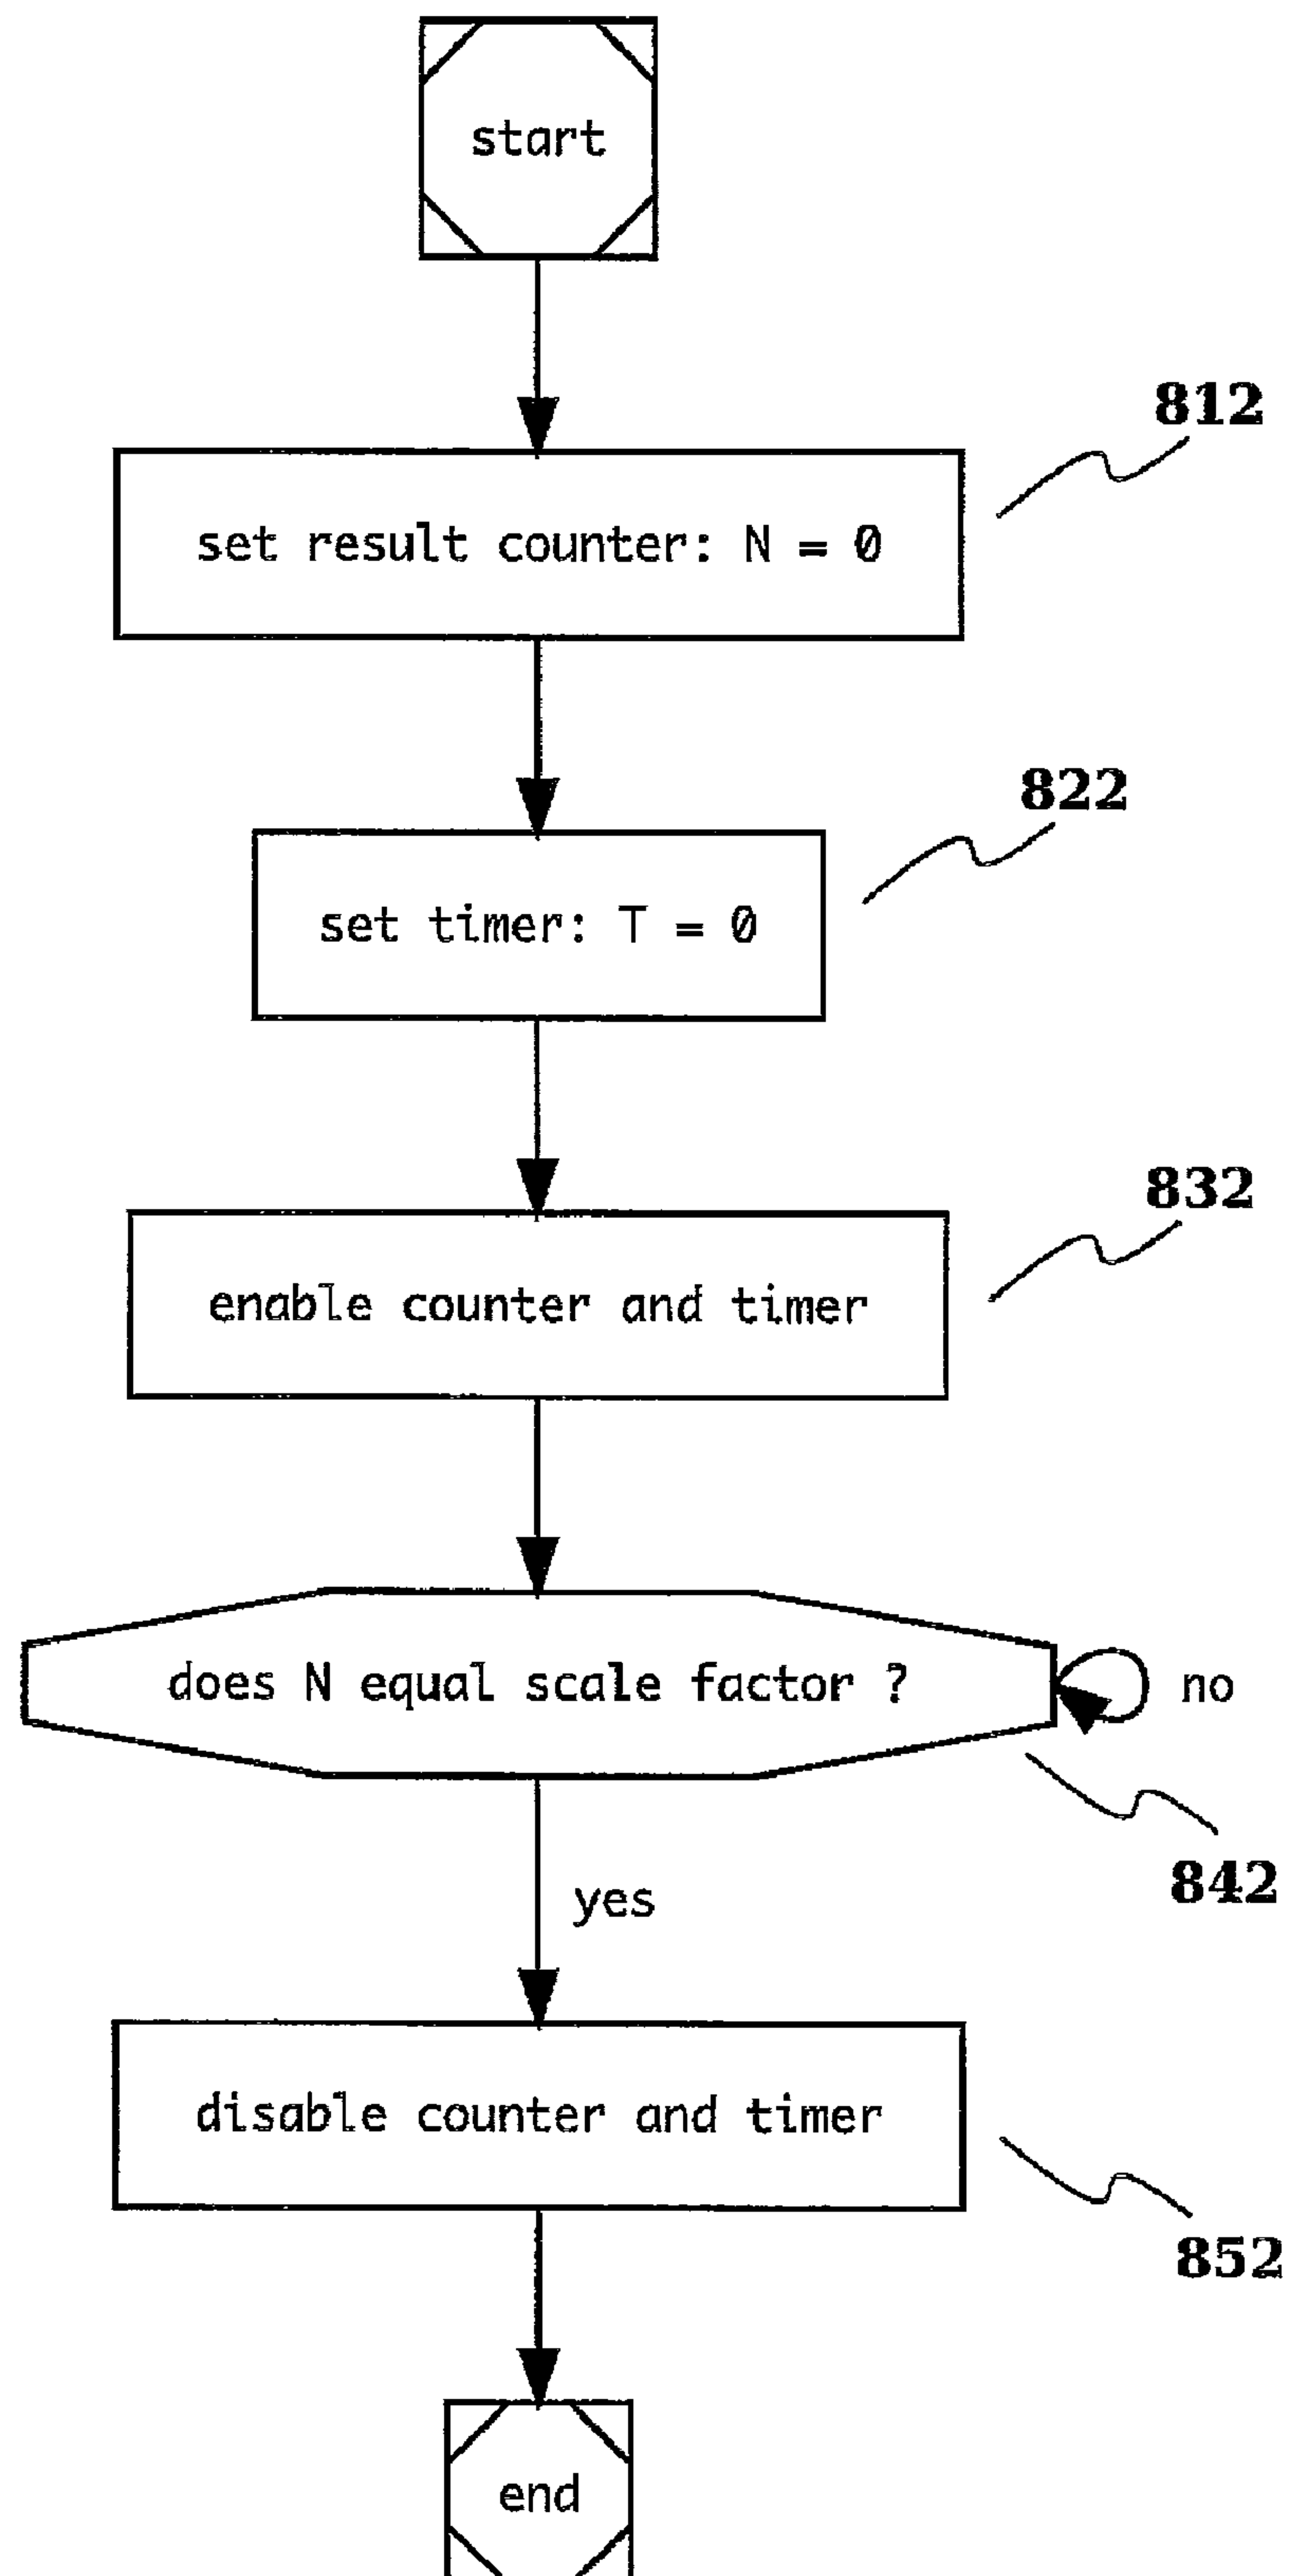 start
812
set result counter: N = 0
822
set timer: T = 0
832
enable counter and timer
does N equal scale factor ?
no
842
yes
disable counter and timer
852
end